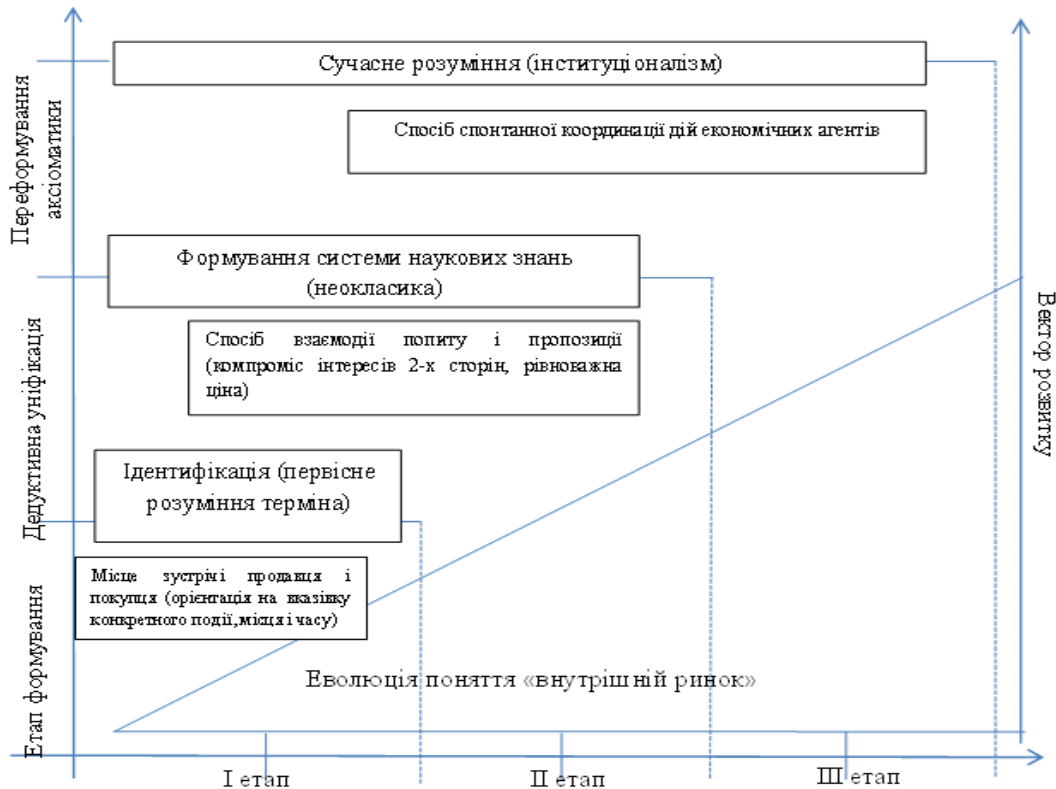 Сучасне розуміння (інституціоналізм)
Спосіб спонтанної координації дій економічних агентів
Переформування
аксіоматики
Формування системи наукових знань
(неокласика)
Спосіб взаємодії попиту і пропозиції
(компроміс інтересів 2-х сторін, рівноважна
ціна)
Дедуктивна уніфікація
Вектор розвитку
Ідентифікація (первісне
розуміння терміна)
Місце зустрічі продавця і
покупця (орієнтація на вказівку
конкретного події, місця і часу)
Етап формування
Еволюція поняття «внутрішній ринок»
І етап
ІІ етап
ІІІ етап